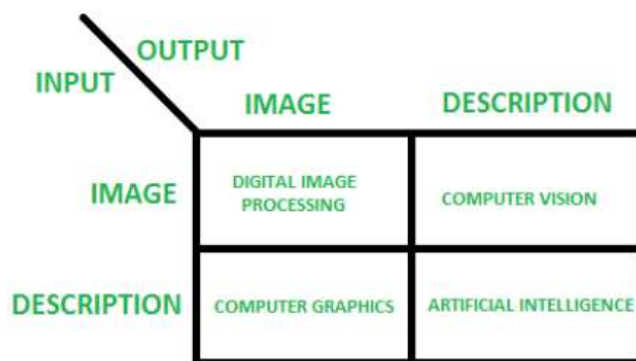 OUTPUT
INPUT
IMAGE DESCRIPTION
IMAGE
DIGITAL IMAGE
PROCESSING
COMPUTER VISION
DESCRIPTION
COMPUTER GRAPHICS
ARTIFICIAL INTELLIGENCE